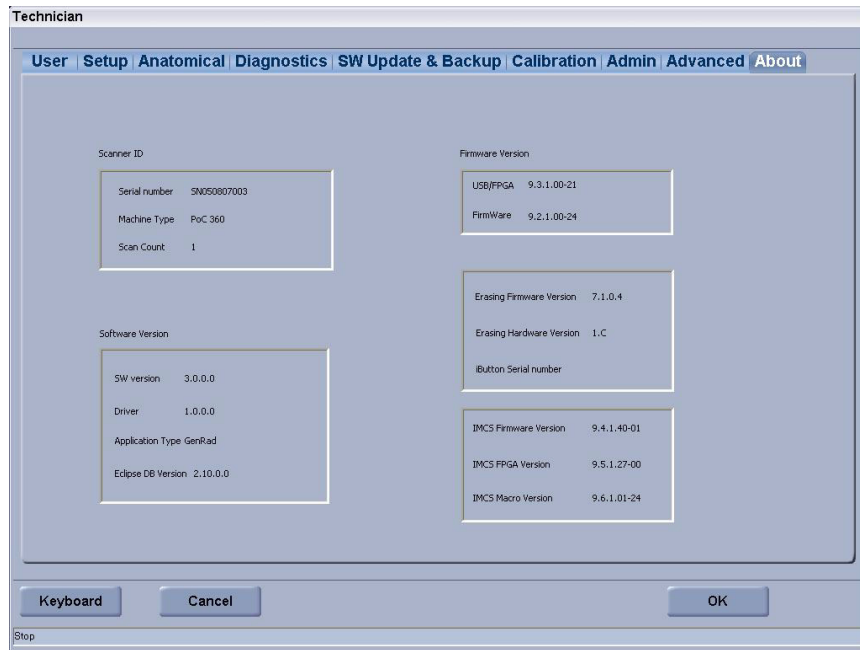 Technician
User Setup Anatomical Diagnostics SW Update & Backup Calibration Admin Advanced About
Scanner ID
Serial number SN050807003
Machine Type PoC 360
Scan Count 1
Software Version
SW version 3.0.0.0
Driver 1.0.0.0
Application Type GenRad
Eclipse DB Version 2.10.0.0
Firmware Version
USB/FPGA 9.3.1.00-21
FirmWare 9.2.1.00-24
Erasing Firmware Version 7.1.0.4
Erasing Hardware Version 1.C
iButton Serial number
IMCS Firmware Version 9.4.1.40-01
IMCS FPGA Version 9.5.1.27-00
IMCS Macro Version 9.6.1.01-24
Keyboard Cancel OK
Stop